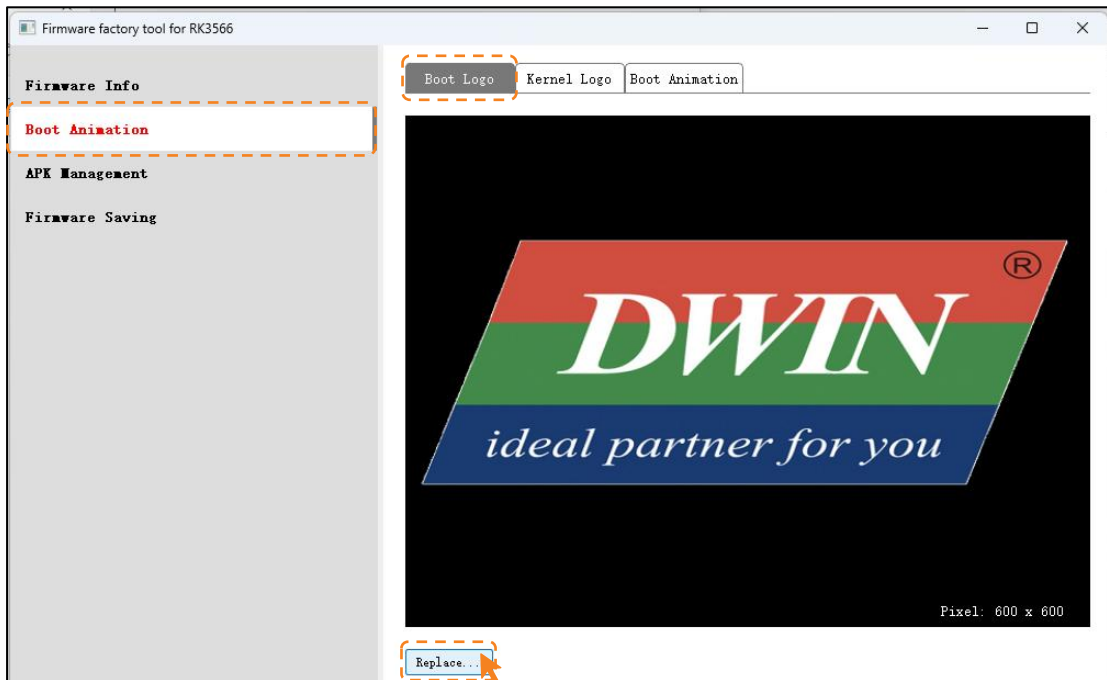 Firmware factory tool for RK3566
Firmware Info
Boot Animation
APK Management
Firmware Saving
Boot Logo
Kernel Logo
Boot Animation
®
DWIN
ideal partner for you
Pixel: 600 x 600
Replace...